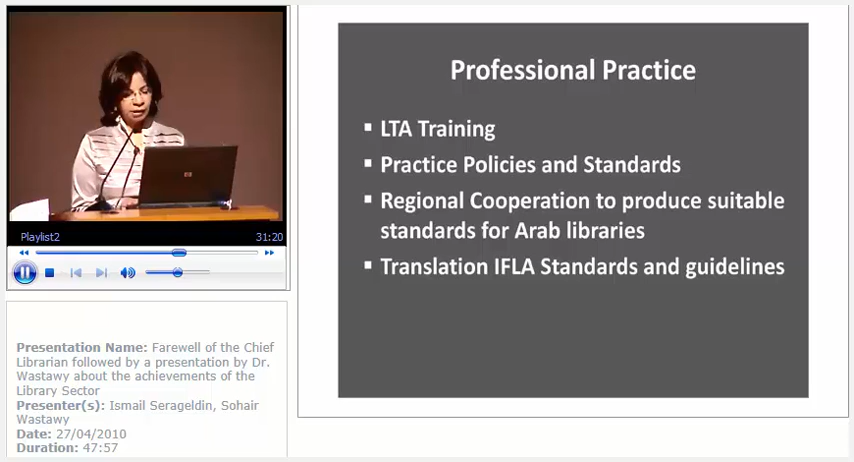 Playlist2 31:20
Presentation Name: Farewell of the Chief
Librarian followed by a presentation by Dr.
Wastawy about the achievements of the
Library Sector
Presenter(s): Ismail Serageldin, Sohair
Wastawy
Date: 27/04/2010
Duration: 47:57
Professional Practice
▪ LTA Training
▪ Practice Policies and Standards
▪ Regional Cooperation to produce suitable
standards for Arab libraries
▪ Translation IFLA Standards and guidelines